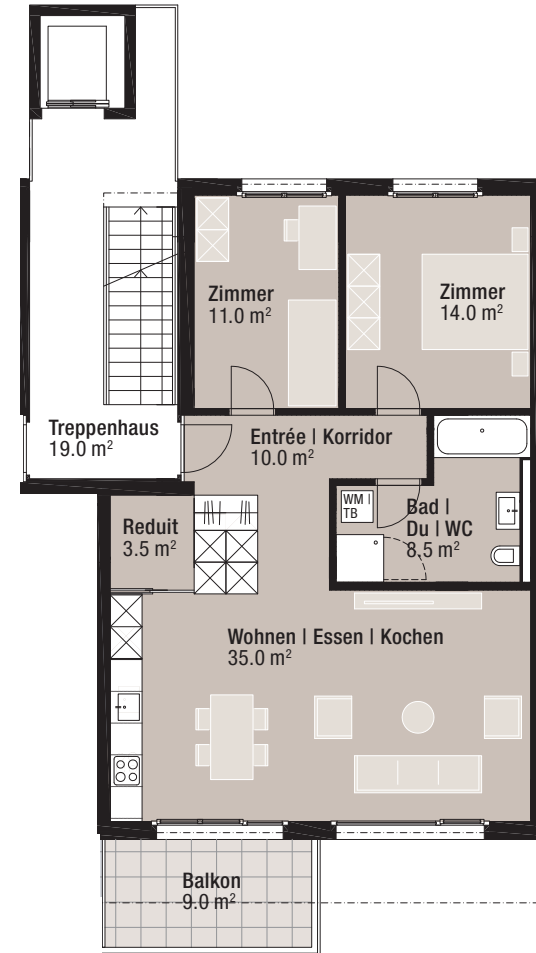 Zimmer
11.0 m²
Zimmer
14.0 m²
Treppenhaus
19.0 m²
Entrée | Korridor
10.0 m²
WM |
TB
Bad |
Du | WC
8.5 m²
Reduit
3.5 m²
Wohnen | Essen | Kochen
35.0 m²
Balkon
9.0 m²